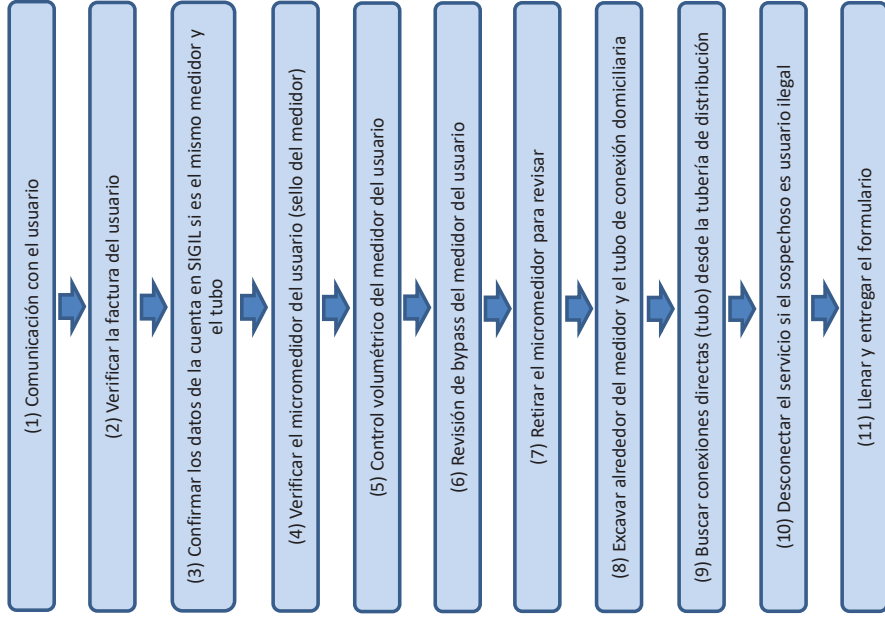 (1) Comunicación con el usuario
(2) Verificar la factura del usuario
(3) Confirmar los datos de la cuenta en SIGIL si es el mismo medidor y
el tubo
(4) Verificar el micromedidor del usuario (sello del medidor)
(5) Control volumétrico del medidor del usuario
(6) Revisión de bypass del medidor del usuario
(7) Retirar el micromedidor para revisar
(8) Excavar alrededor del medidor y el tubo de conexión domiciliaria
(9) Buscar conexiones directas (tubo) desde la tubería de distribución
(10) Desconectar el servicio si el sospechoso es usuario ilegal
(11) Llenar y entregar el formulario